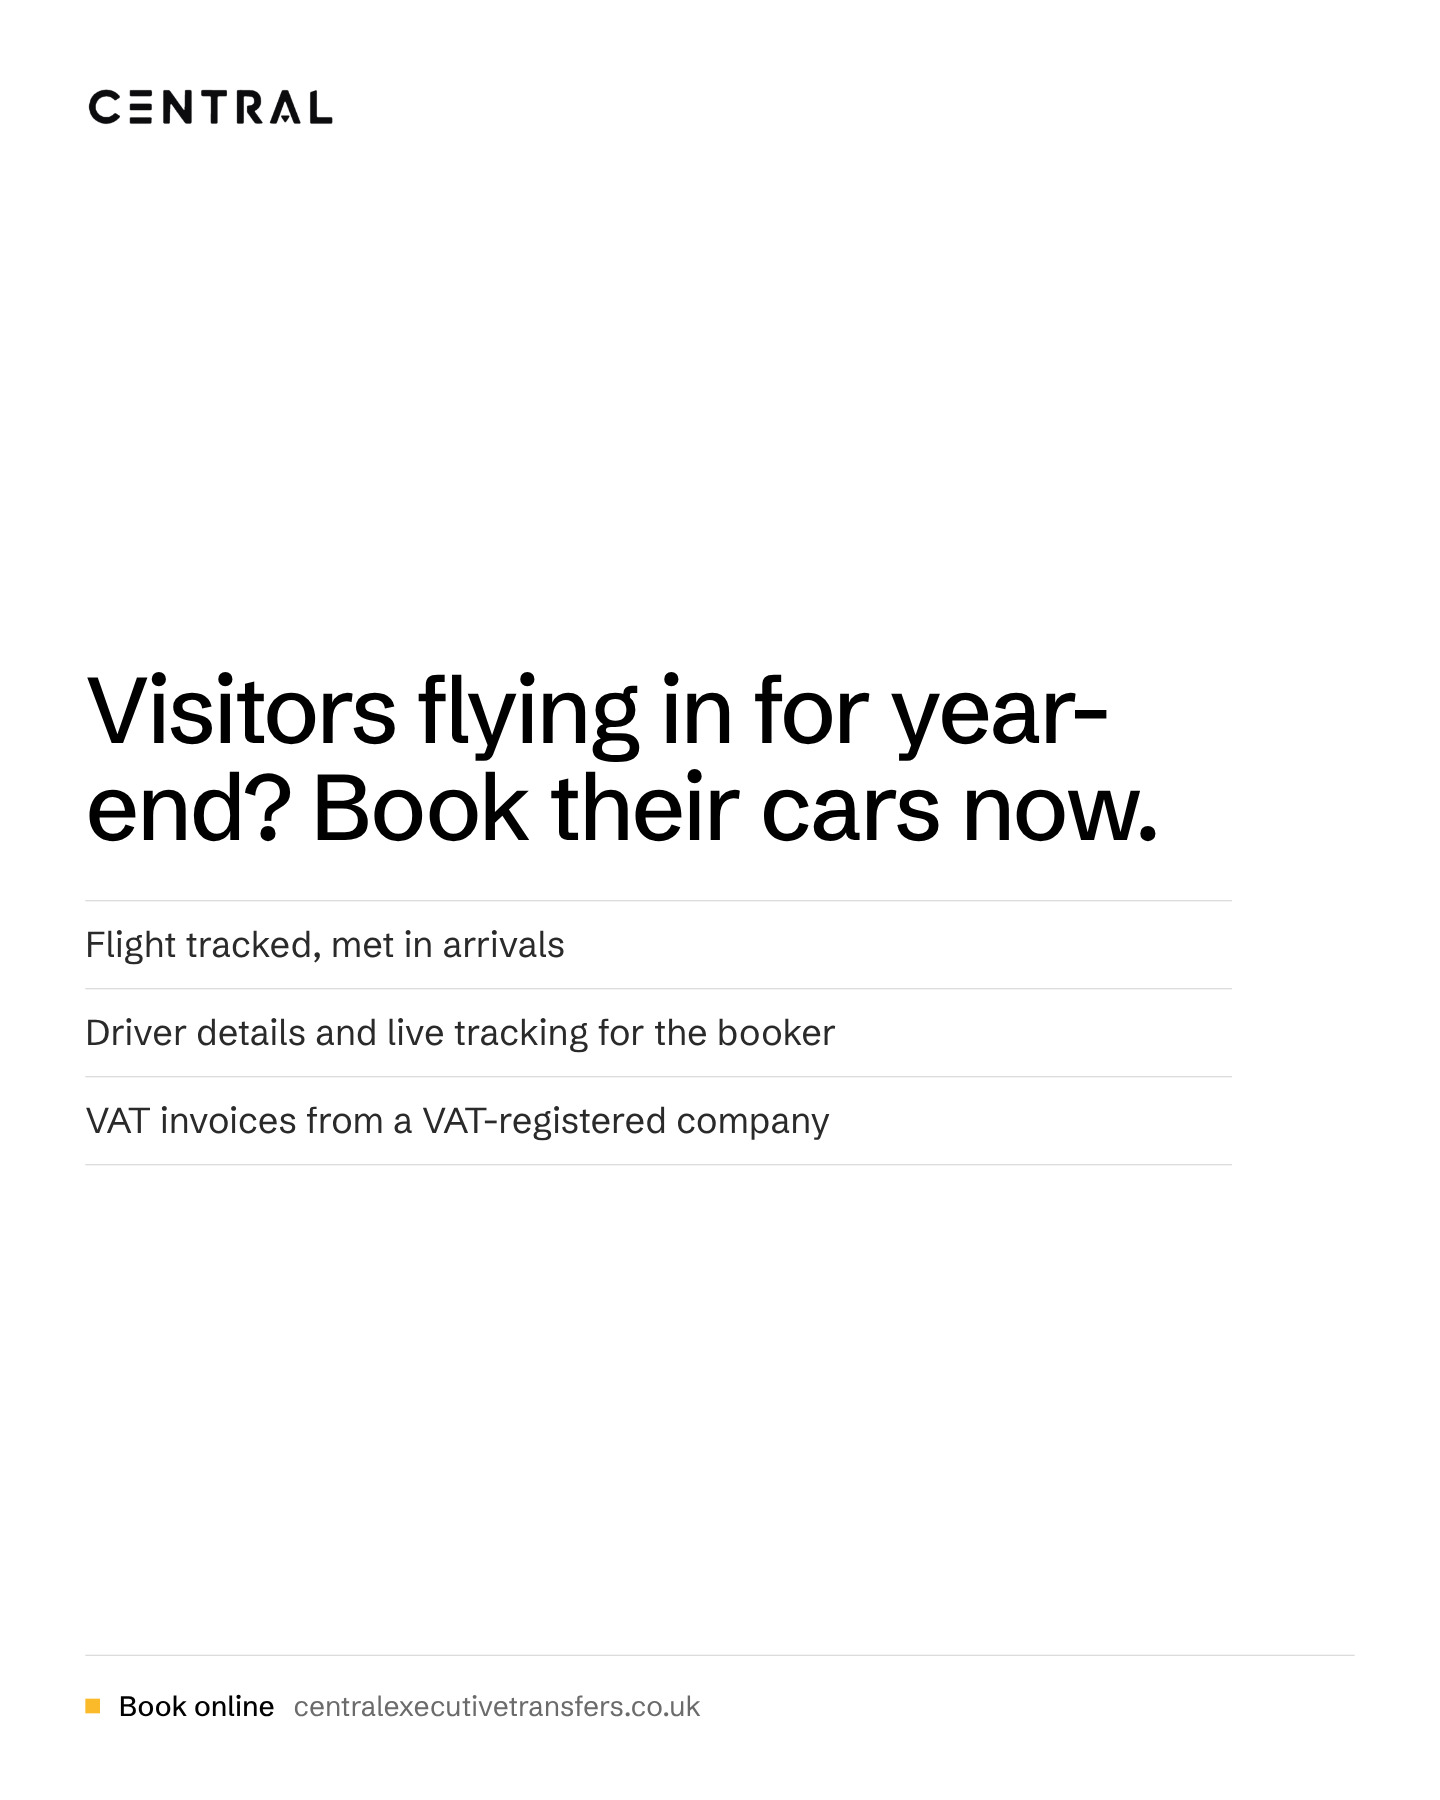 CENTRAL
Visitors flying in for year-
end? Book their cars now.
Flight tracked, met in arrivals
Driver details and live tracking for the booker
VAT invoices from a VAT-registered company
Book online centralexecutivetransfers.co.uk